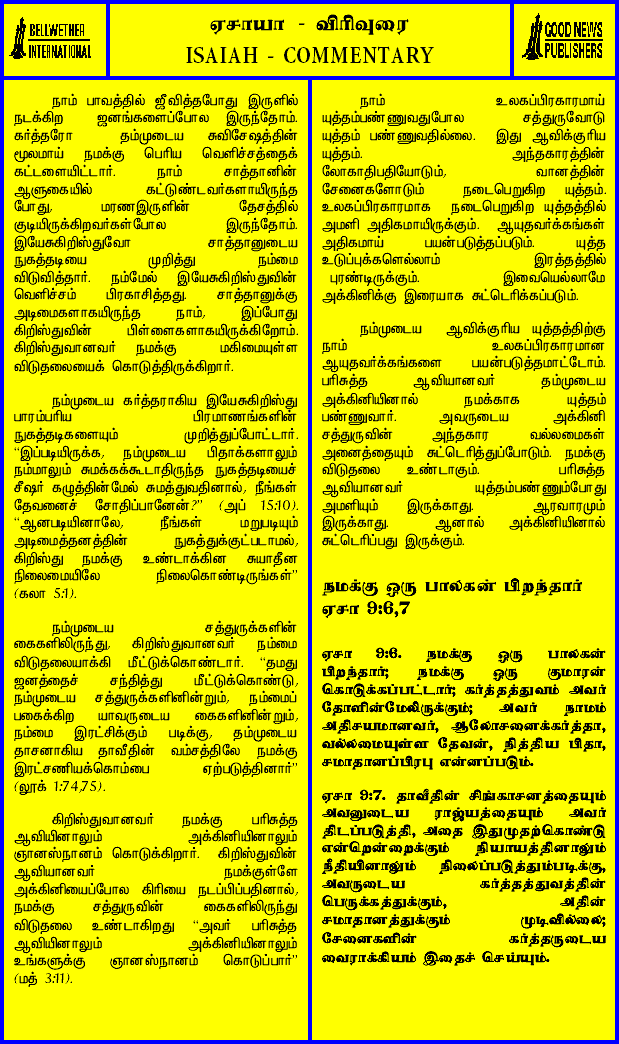 BELLWETHER
INTERNATIONAL
ஏசாயா - விரிவுரை
ISAIAH - COMMENTARY
GOOD NEWS
PUBLISHERS
நாம் பாவத்தில் ஜீவித்தபோது இருளில்
நடக்கிற ஜனங்களைப்போல இருந்தோம்.
கர்த்தரோ தம்முடைய சுவிசேஷத்தின்
மூலமாய் நமக்கு பெரிய வெளிச்சத்தைக்
கட்டளையிட்டார். நாம் சாத்தானின்
ஆளுகையில் கட்டுண்டவர்களாயிருந்த
போது, மரணஇருளின் தேசத்தில்
குடியிருக்கிறவர்கள்போல இருந்தோம்.
இயேசுகிறிஸ்துவோ சாத்தானுடைய
நுகத்தடியை முறித்து நம்மை
விடுவித்தார். நம்மேல் இயேசுகிறிஸ்துவின்
வெளிச்சம் பிரகாசித்தது. சாத்தானுக்கு
அடிமைகளாகயிருந்த நாம், இப்போது
கிறிஸ்துவின் பிள்ளைகளாகயிருக்கிறோம்.
கிறிஸ்துவானவர் நமக்கு மகிமையுள்ள
விடுதலையைக் கொடுத்திருக்கிறார்.
நம்முடைய கர்த்தராகிய இயேசுகிறிஸ்து
பாரம்பரிய பிரமாணங்களின்
நுகத்தடிகளையும் முறித்துப்போட்டார்.
"இப்படியிருக்க, நம்முடைய பிதாக்களாலும்
நம்மாலும் சுமக்கக்கூடாதிருந்த நுகத்தடியைச்
சீஷர் கழுத்தின்மேல் சுமத்துவதினால், நீங்கள்
தேவனைச் சோதிப்பானேன்?" (அப் 15:10).
"ஆனபடியினாலே, நீங்கள் மறுபடியும்
அடிமைத்தனத்தின் நுகத்துக்குட்படாமல்,
கிறிஸ்து நமக்கு உண்டாக்கின சுயாதீன
நிலைமையிலே நிலைகொண்டிருங்கள்"
(கலா 5:1).
நம்முடைய சத்துருக்களின்
கைகளிலிருந்து, கிறிஸ்துவானவர் நம்மை
விடுதலையாக்கி மீட்டுக்கொண்டார். "தமது
ஜனத்தைச் சந்தித்து மீட்டுக்கொண்டு,
நம்முடைய சத்துருக்களினின்றும், நம்மைப்
பகைக்கிற யாவருடைய கைகளினின்றும்,
நம்மை இரட்சிக்கும் படிக்கு, தம்முடைய
தாசனாகிய தாவீதின் வம்சத்திலே நமக்கு
இரட்சணியக்கொம்பை ஏற்படுத்தினார்"
(லூக் 1:74,75).
கிறிஸ்துவானவர் நமக்கு பரிசுத்த
ஆவியினாலும் அக்கினியினாலும்
ஞானஸ்நானம் கொடுக்கிறார். கிறிஸ்துவின்
ஆவியானவர் நமக்குள்ளே
அக்கினியைப்போல கிரியை நடப்பிப்பதினால்,
நமக்கு சத்துருவின் கைகளிலிருந்து
விடுதலை உண்டாகிறது "அவர் பரிசுத்த
ஆவியினாலும் அக்கினியினாலும்
உங்களுக்கு ஞானஸ்நானம் கொடுப்பார்"
(மத் 3:11).
நாம் உலகப்பிரகாரமாய்
யுத்தம்பண்ணுவதுபோல சத்துருவோடு
யுத்தம் பண்ணுவதில்லை. இது ஆவிக்குரிய
யுத்தம். அந்தகாரத்தின்
லோகாதிபதியோடும், வானத்தின்
சேனைகளோடும் நடைபெறுகிற யுத்தம்.
உலகப்பிரகாரமாக நடைபெறுகிற யுத்தத்தில்
அமளி அதிகமாயிருக்கும். ஆயுதவர்க்கங்கள்
அதிகமாய் பயன்படுத்தப்படும். யுத்த
உடுப்புக்களெல்லாம் இரத்தத்தில்
புரண்டிருக்கும். இவையெல்லாமே
அக்கினிக்கு இரையாக சுட்டெரிக்கப்படும்.
நம்முடைய ஆவிக்குரிய யுத்தத்திற்கு
நாம் உலகப்பிரகாரமான
ஆயுதவர்க்கங்களை பயன்படுத்தமாட்டோம்.
பரிசுத்த ஆவியானவர் தம்முடைய
அக்கினியினால் நமக்காக யுத்தம்
பண்ணுவார். அவருடைய அக்கினி
சத்துருவின் அந்தகார வல்லமைகள்
அனைத்தையும் சுட்டெரித்துப்போடும். நமக்கு
விடுதலை உண்டாகும். பரிசுத்த
ஆவியானவர் யுத்தம்பண்ணும்போது
அமளியும் இருக்காது. ஆரவாரமும்
இருக்காது. ஆனால் அக்கினியினால்
சுட்டெரிப்பது இருக்கும்.
நமக்கு ஒரு பாலகன் பிறந்தார்
ஏசா 9:6,7
ஏசா 9:6. நமக்கு ஒரு பாலகன்
பிறந்தார்; நமக்கு ஒரு குமாரன்
கொடுக்கப்பட்டார்; கர்த்தத்துவம் அவர்
தோளின்மேலிருக்கும்; அவர் நாமம்
அதிசயமானவர், ஆலோசனைக்கர்த்தா,
வல்லமையுள்ள தேவன், நித்திய பிதா,
சமாதானப்பிரபு என்னப்படும்.
ஏசா 9:7. தாவீதின் சிங்காசனத்தையும்
அவனுடைய ராஜ்யத்தையும் அவர்
திடப்படுத்தி, அதை இதுமுதற்கொண்டு
என்றென்றைக்கும் நியாயத்தினாலும்
நீதியினாலும் நிலைப்படுத்தும்படிக்கு,
அவருடைய கர்த்தத்துவத்தின்
பெருக்கத்துக்கும், அதின்
சமாதானத்துக்கும் முடிவில்லை;
சேனைகளின் கர்த்தருடைய
வைராக்கியம் இதைச் செய்யும்.